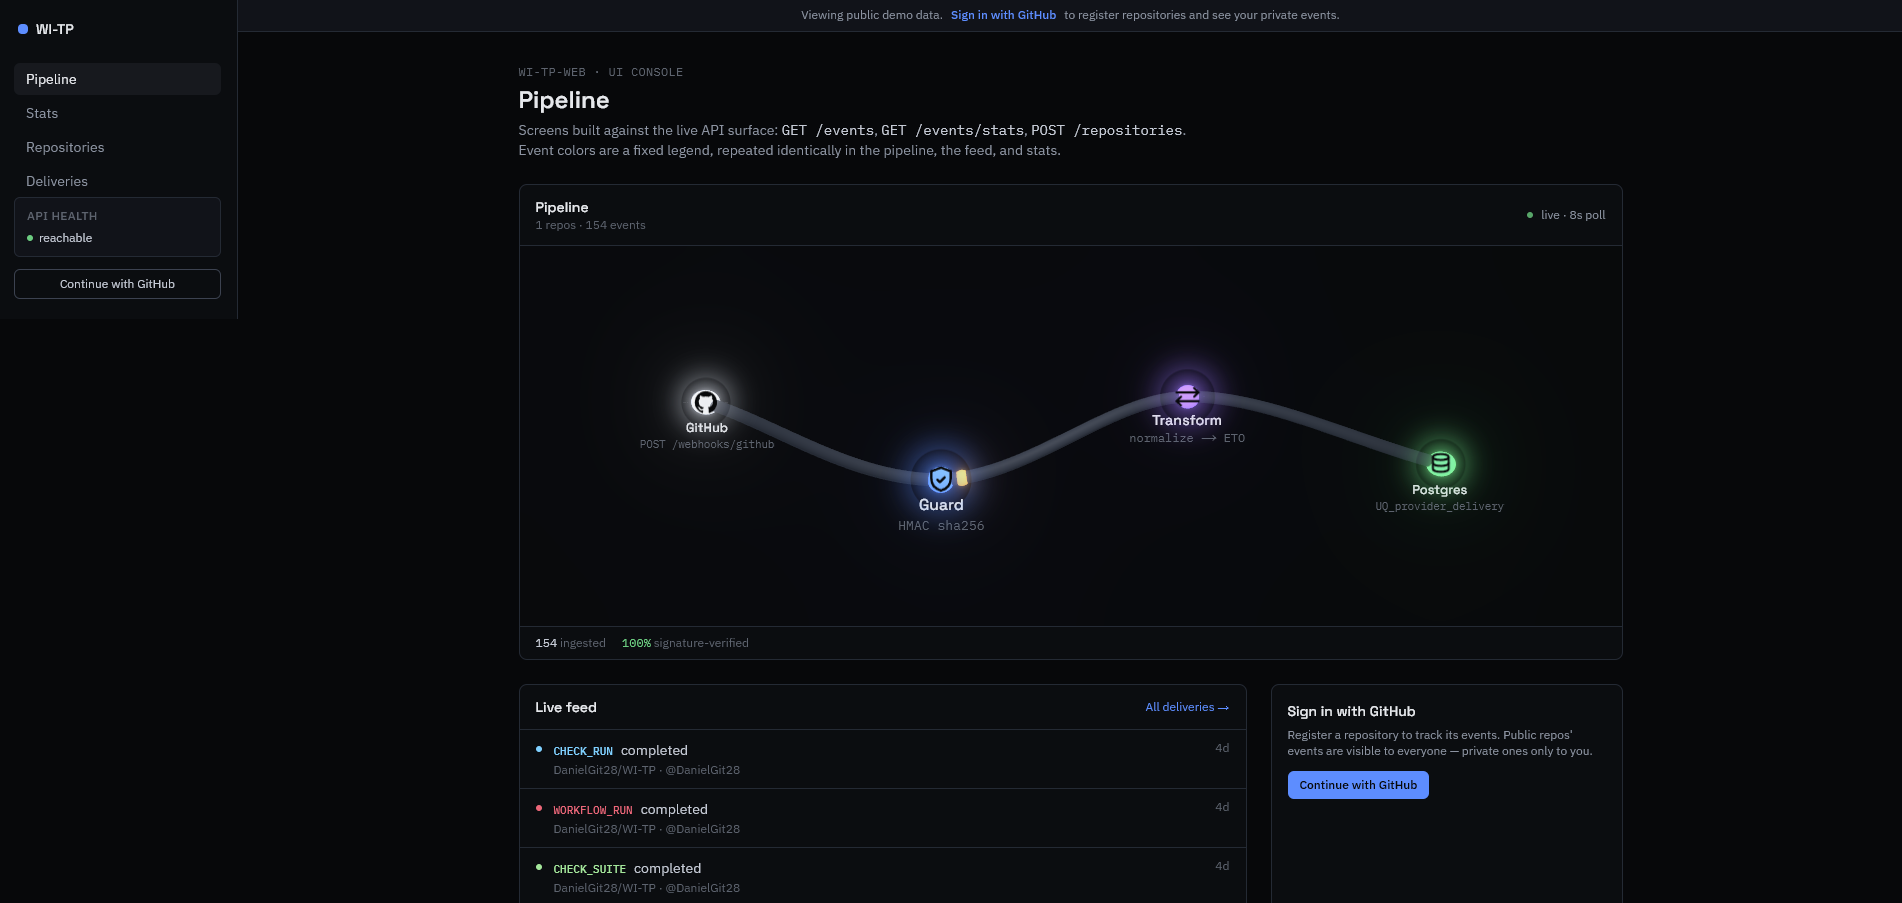 WI-TP
Pipeline
Stats
Repositories
Deliveries
API HEALTH
reachable
Continue with GitHub
Viewing public demo data. Sign in with GitHub to register repositories and see your private events.
WI-TP-WEB · UI CONSOLE
Pipeline
Screens built against the live API surface: GET /events, GET /events/stats, POST /repositories.
Event colors are a fixed legend, repeated identically in the pipeline, the feed, and stats.
Pipeline
1 repos · 154 events
live · 8s poll
GitHub
POST /webhooks/github
Guard
HMAC sha256
Transform
normalize ⟶ ETO
Postgres
UQ_provider_delivery
154 ingested 100% signature-verified
Live feed
All deliveries →
CHECK_RUN completed
4d
DanielGit28/WI-TP · @DanielGit28
WORKFLOW_RUN completed
4d
DanielGit28/WI-TP · @DanielGit28
CHECK_SUITE completed
4d
DanielGit28/WI-TP · @DanielGit28
Sign in with GitHub
Register a repository to track its events. Public repos'
events are visible to everyone — private ones only to you.
Continue with GitHub